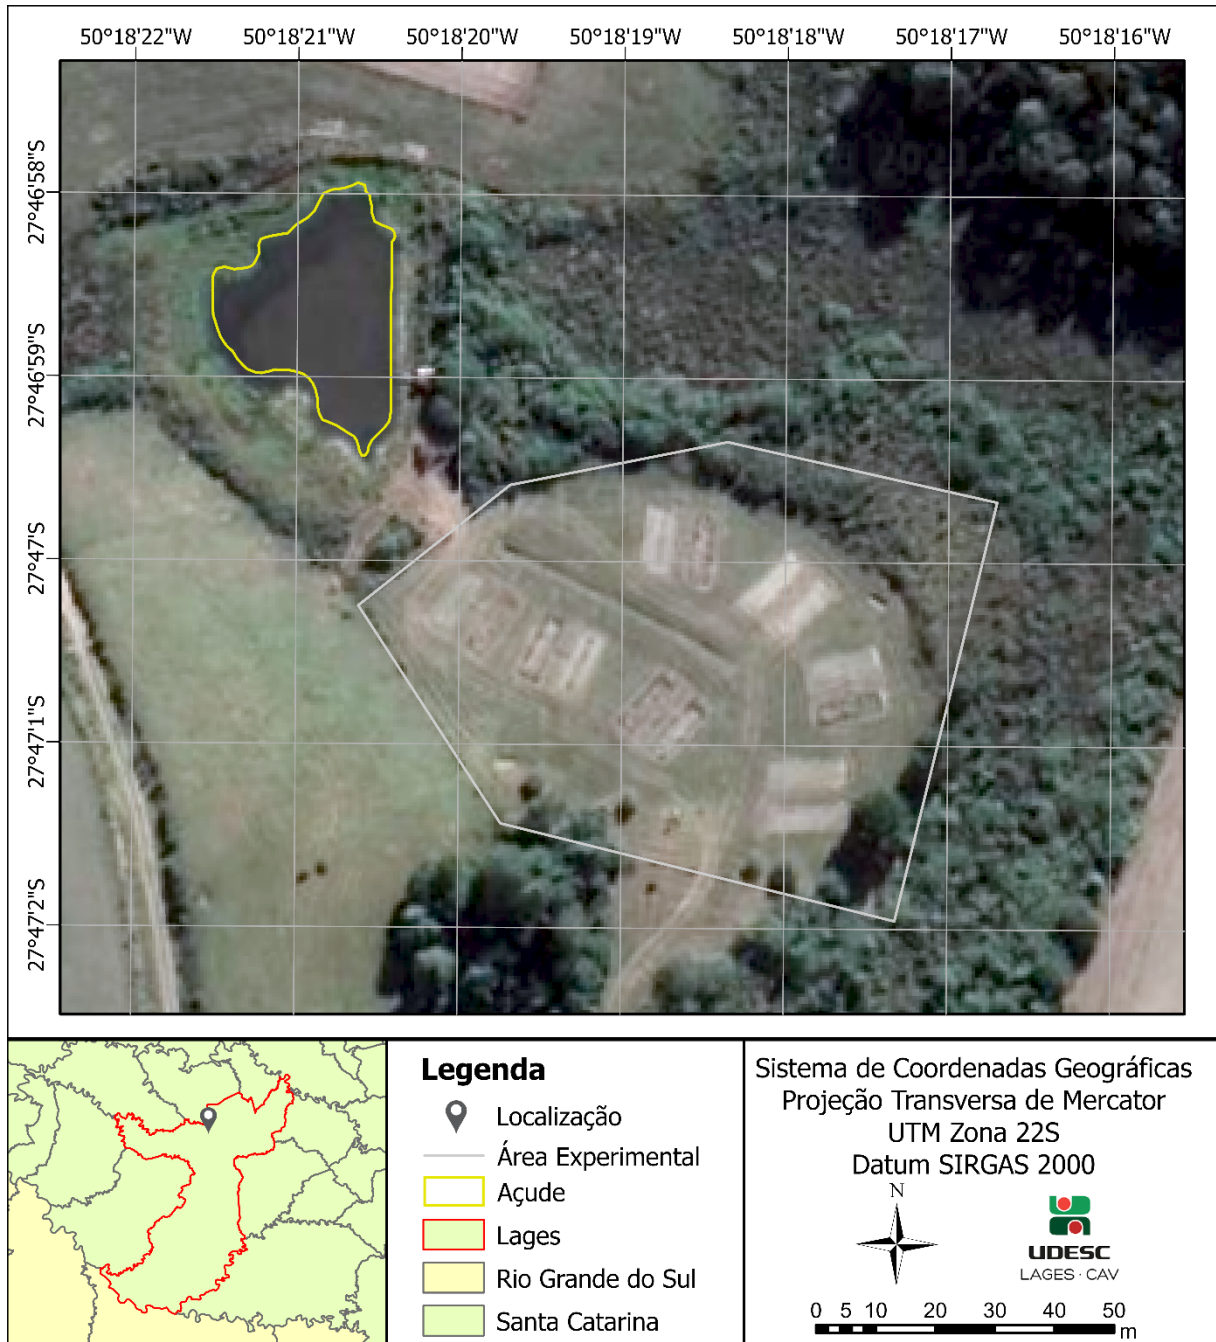 50°18'22"W 50°18'21"W 50°18'20"W 50°18'19"W 50°18'18"W 50°18'17"W 50°18'16"W
27°46'58"S
27°46'59"S
27°47'S
27°47'1"S
27°47'2"S
Legenda
Localização
Área Experimental
Açude
Lages
Rio Grande do Sul
Santa Catarina
Sistema de Coordenadas Geográficas
Projeção Transversa de Mercator
UTM Zona 22S
Datum SIRGAS 2000
N
UDESC
LAGES · CAV
0 5 10 20 30 40 50
m